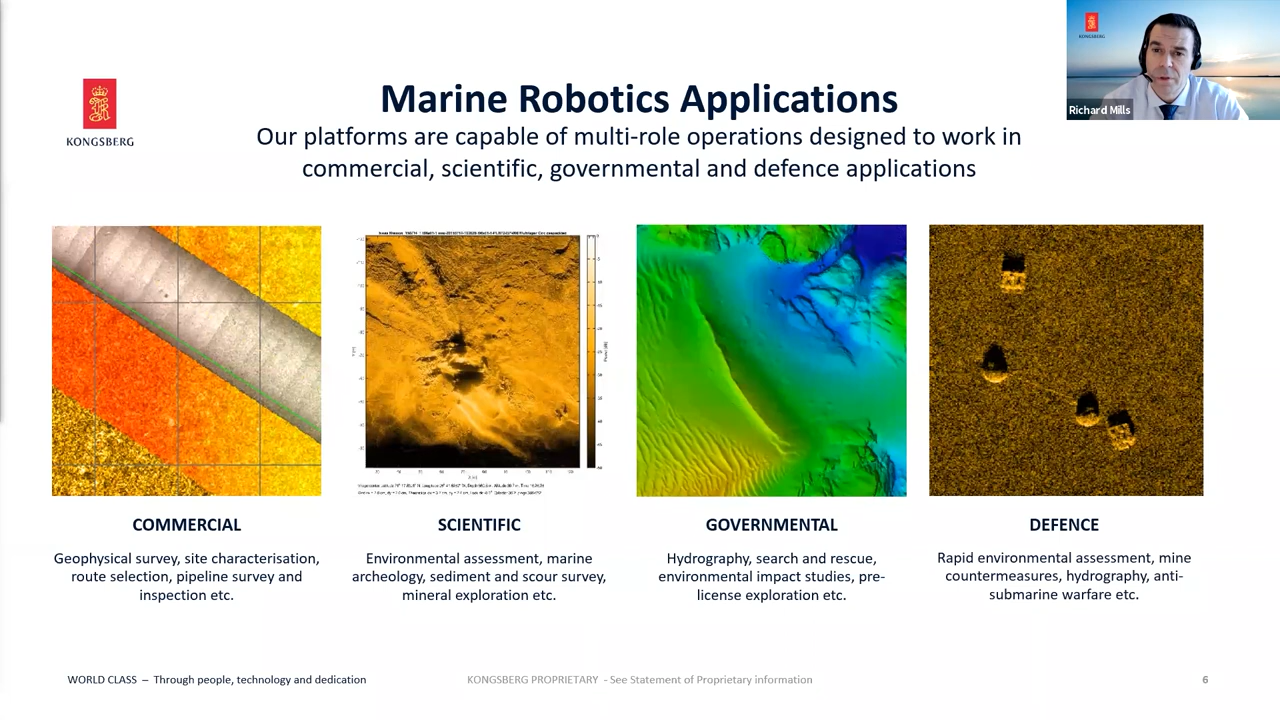 KONGSBERG
Richard Mills
KONGSBERG
Marine Robotics Applications
Our platforms are capable of multi-role operations designed to work in
commercial, scientific, governmental and defence applications
COMMERCIAL
Geophysical survey, site characterisation,
route selection, pipeline survey and
inspection etc.
SCIENTIFIC
Environmental assessment, marine
archeology, sediment and scour survey,
mineral exploration etc.
GOVERNMENTAL
Hydrography, search and rescue,
environmental impact studies, pre-
license exploration etc.
DEFENCE
Rapid environmental assessment, mine
countermeasures, hydrography, anti-
submarine warfare etc.
WORLD CLASS – Through people, technology and dedication
KONGSBERG PROPRIETARY - See Statement of Proprietary information
6